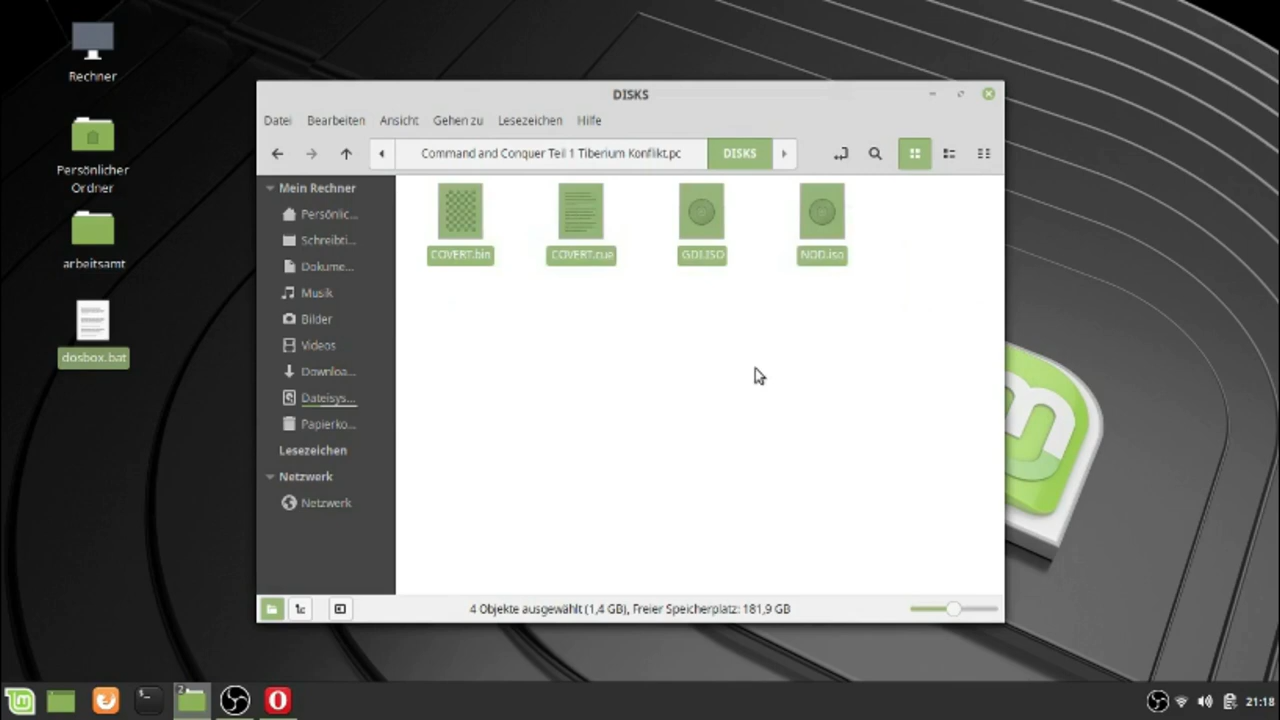 Rechner
Persönlicher
Ordner
arbeitsamt
dosbox.bat
DISKS
Datei Bearbeiten Ansicht Gehen zu Lesezeichen Hilfe
Command and Conquer Teil 1 Tiberium Konflikt.pc DISKS
Mein Rechner
Persönlic...
Schreibti...
Dokume...
Musik
Bilder
Videos
Downloa...
Dateisys...
Papierko...
Lesezeichen
Netzwerk
Netzwerk
COVERT.bin COVERT.cue GDI.ISO NOD.iso
4 Objekte ausgewählt (1,4 GB), Freier Speicherplatz: 181,9 GB
2
21:18